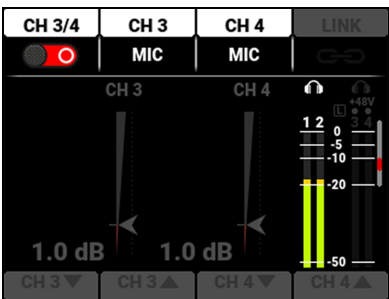 CH 3/4 CH 3 CH 4 LINK
MIC MIC
CH 3 CH 4
+48V
L
1 2 3 4
0
-5
-10
-20
1.0 dB 1.0 dB
-50
CH 3▼ CH 3▲ CH 4▼ CH 4▲